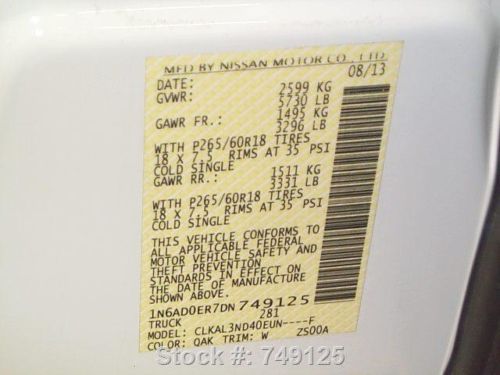 MFD BY NISSAN MOTOR CO., LTD
DATE: 08/13
GVWR: 2599 KG
5730 LB
GAWR FR.: 1495 KG
3296 LB
WITH P265/60R18 TIRES
18 X 7.5 RIMS AT 35 PSI
COLD SINGLE
GAWR RR.: 1511 KG
3331 LB
WITH P265/60R18 TIRES
18 X 7.5 RIMS AT 35 PSI
COLD SINGLE
THIS VEHICLE CONFORMS TO
ALL APPLICABLE FEDERAL
MOTOR VEHICLE SAFETY AND
THEFT PREVENTION
STANDARDS IN EFFECT ON
THE DATE OF MANUFACTURE
SHOWN ABOVE.
1N6AD0ER7DN749125
TRUCK 281
MODEL: CLKAL3ND40EUN----F
COLOR: QAK TRIM: W ZS00A
Stock #: 749125